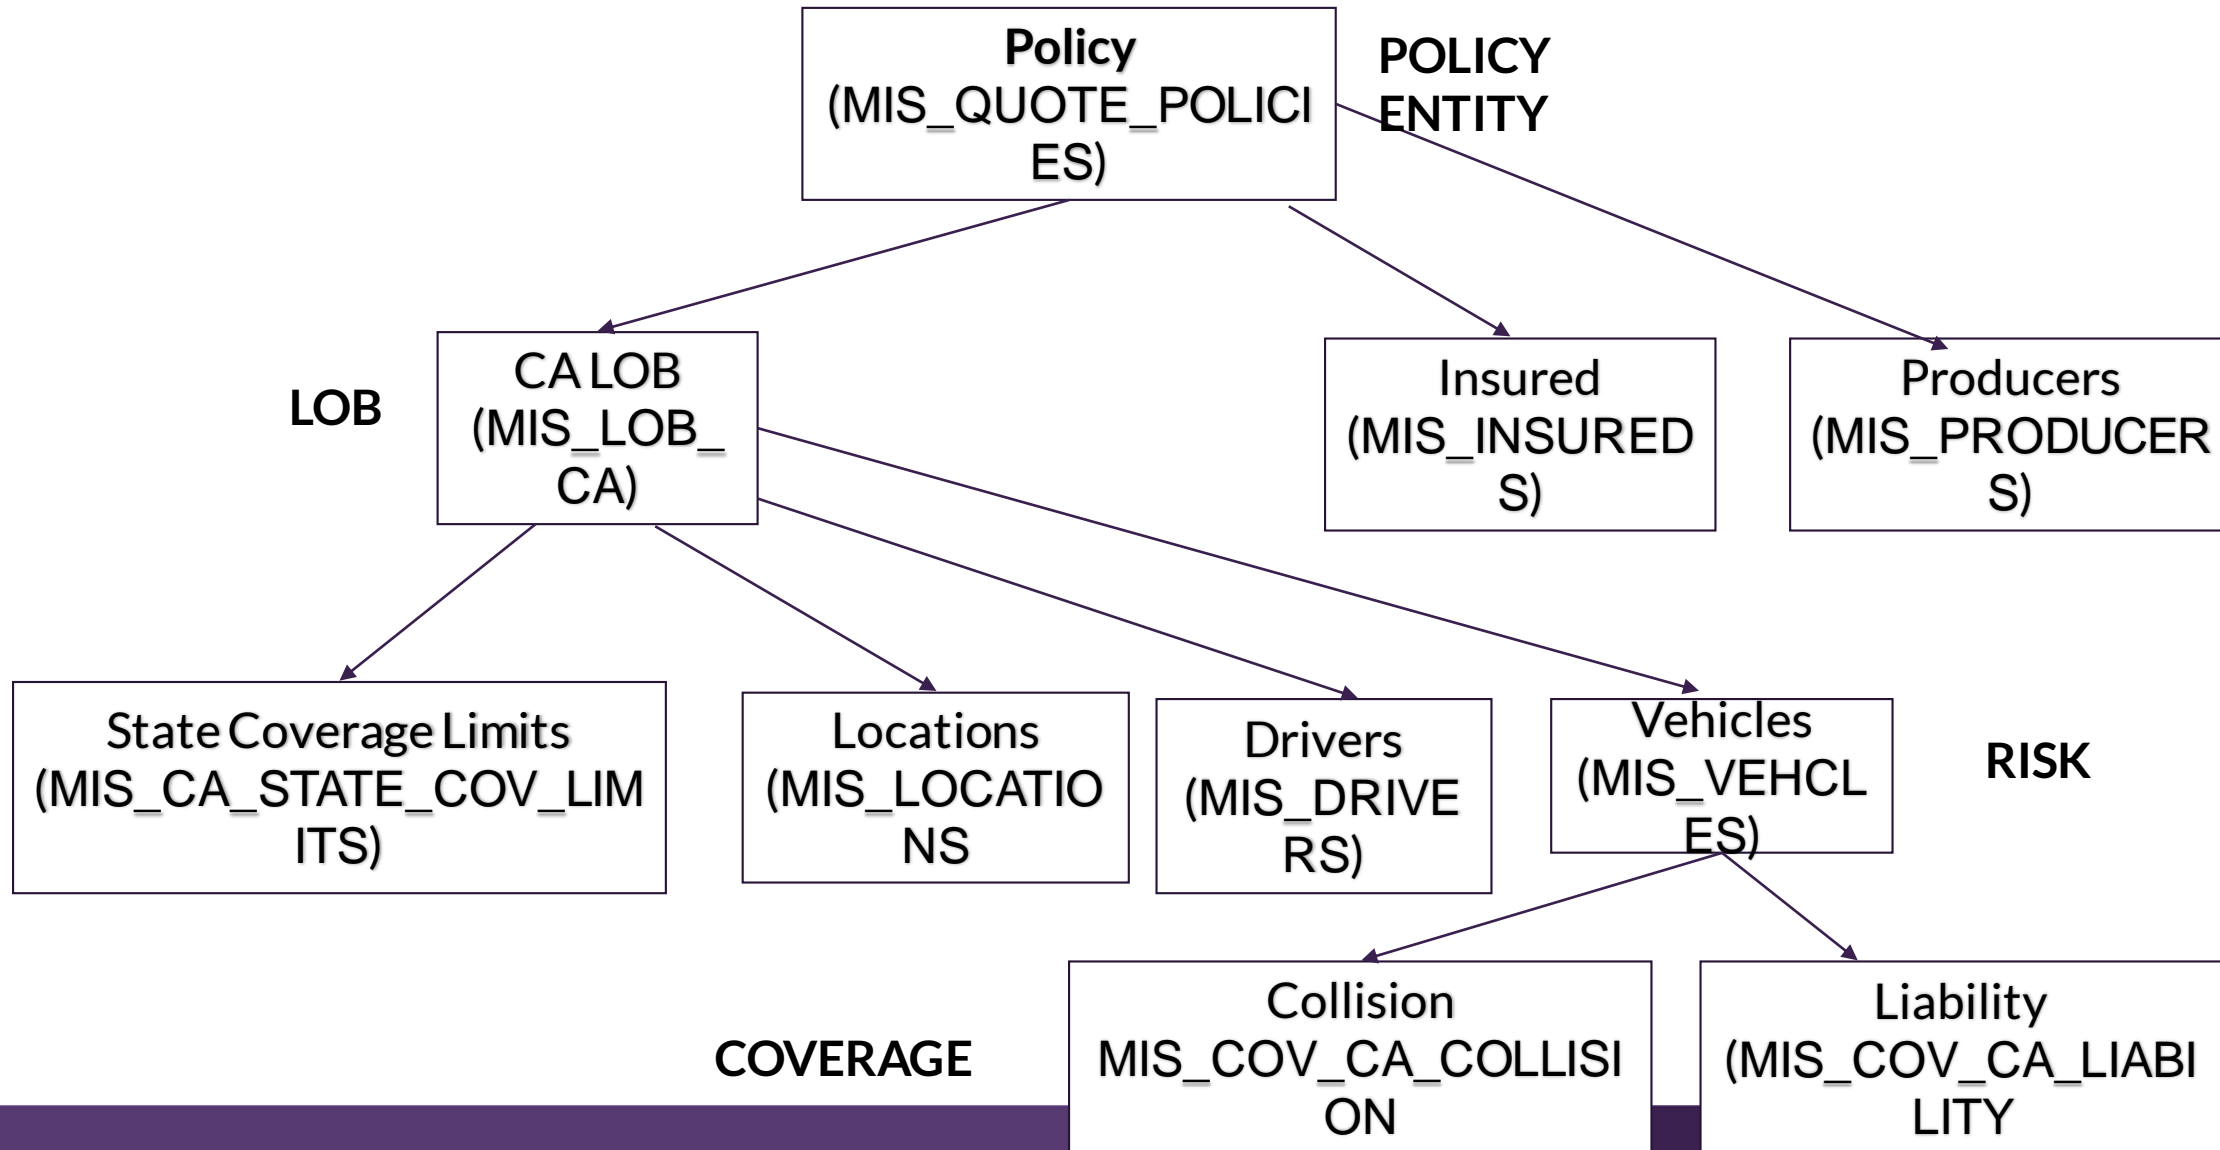 Policy
(MIS_QUOTE_POLICI
ES)
POLICY
ENTITY
LOB
CA LOB
(MIS_LOB_
CA)
Insured
(MIS_INSURED
S)
Producers
(MIS_PRODUCER
S)
State Coverage Limits
(MIS_CA_STATE_COV_LIM
ITS)
Locations
(MIS_LOCATIO
NS
Drivers
(MIS_DRIVE
RS)
Vehicles
(MIS_VEHCL
ES)
RISK
COVERAGE
Collision
MIS_COV_CA_COLLISI
ON
Liability
(MIS_COV_CA_LIABI
LITY